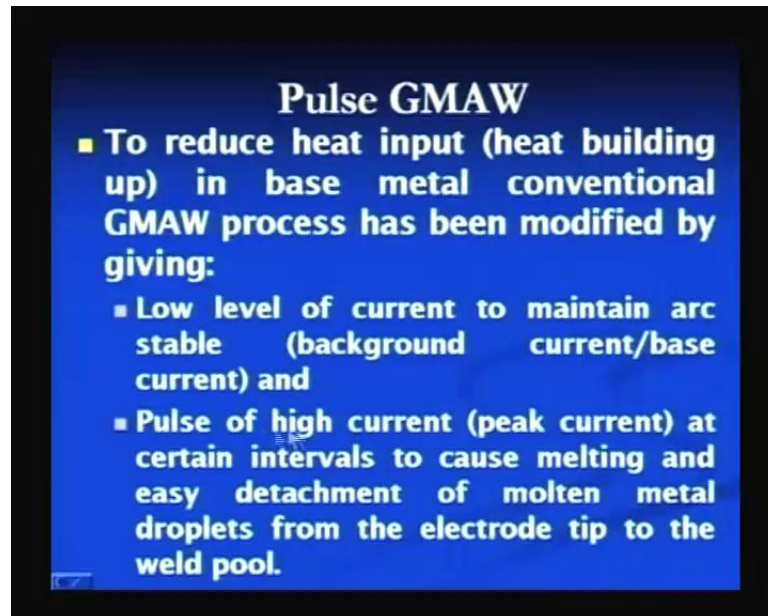 Pulse GMAW
To reduce heat input (heat building
up) in base metal conventional
GMAW process has been modified by
giving:
Low level of current to maintain arc
stable (background current/base
current) and
Pulse of high current (peak current) at
certain intervals to cause melting and
easy detachment of molten metal
droplets from the electrode tip to the
weld pool.